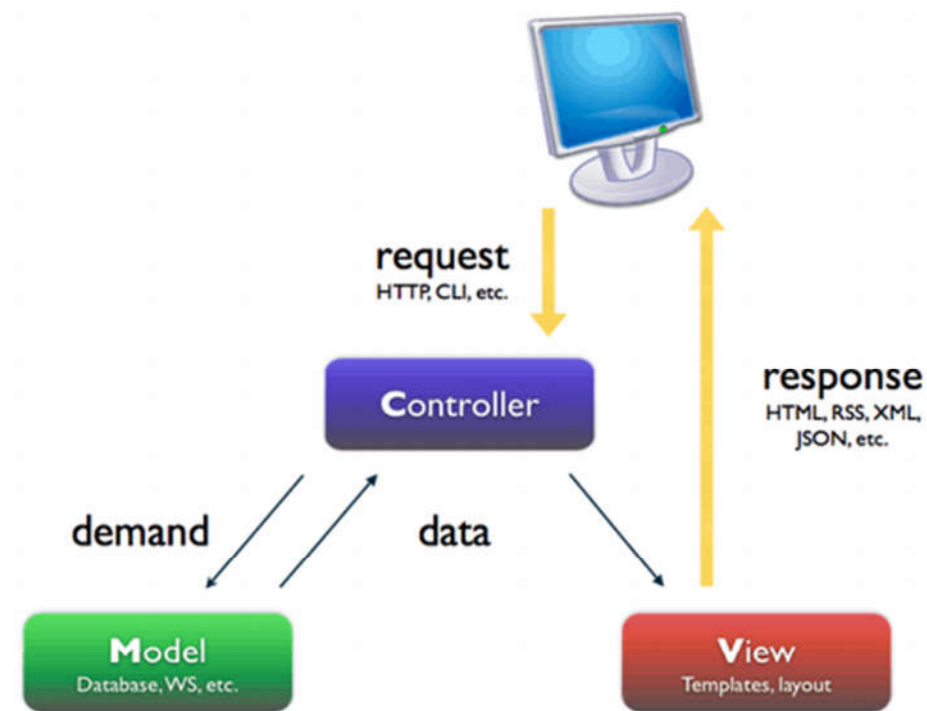 request
HTTP, CLI, etc.
Controller
response
HTML, RSS, XML,
JSON, etc.
demand
data
Model
Database, WS, etc.
View
Templates, layout